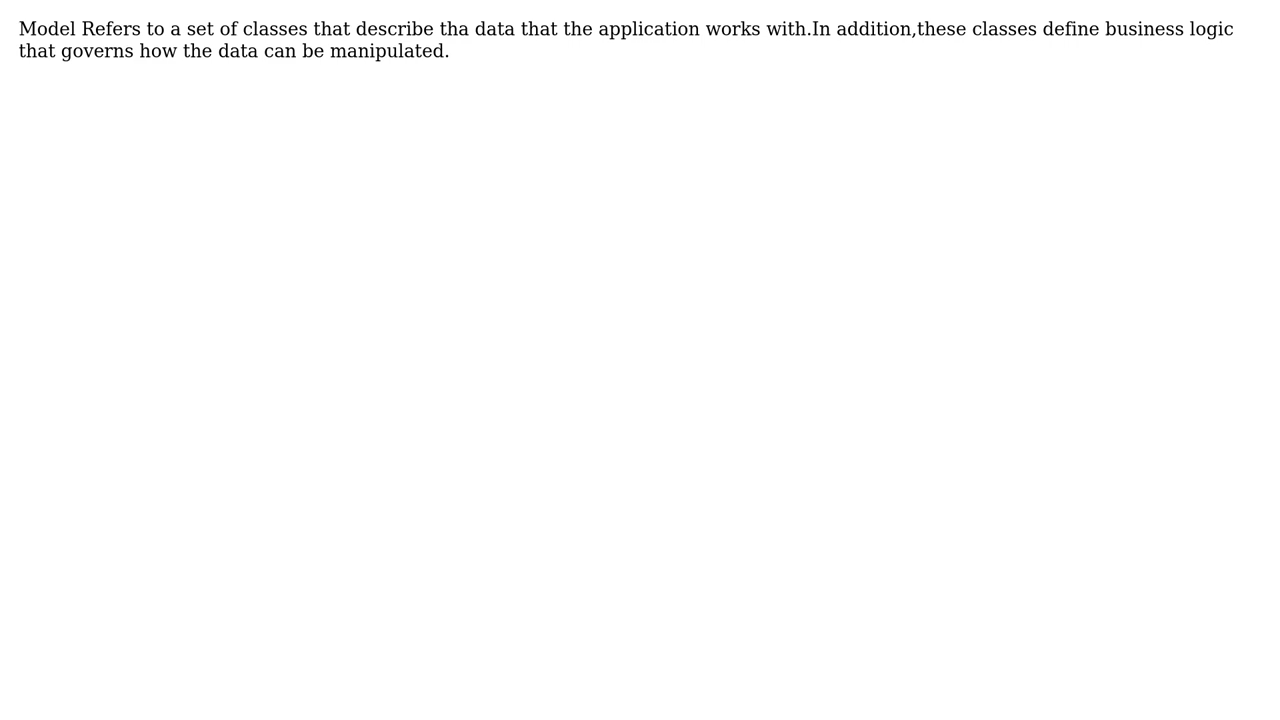 Model Refers to a set of classes that describe tha data that the application works with.In addition,these classes define business logic
that governs how the data can be manipulated.